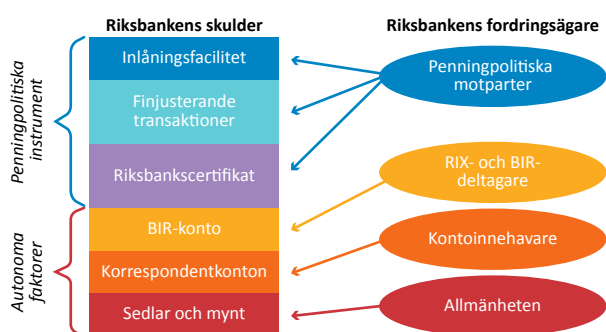 Riksbankens skulder
Riksbankens fordringsägare
Penningpolitiska
instrument
Inlåningsfacilitet
Finjusterande
transaktioner
Riksbankscertifikat
Penningpolitiska
motparter
Autonoma
faktorer
BIR-konto
Korrespondentkonton
Sedlar och mynt
RIX- och BIR-
deltagare
Kontoinnehavare
Allmänheten